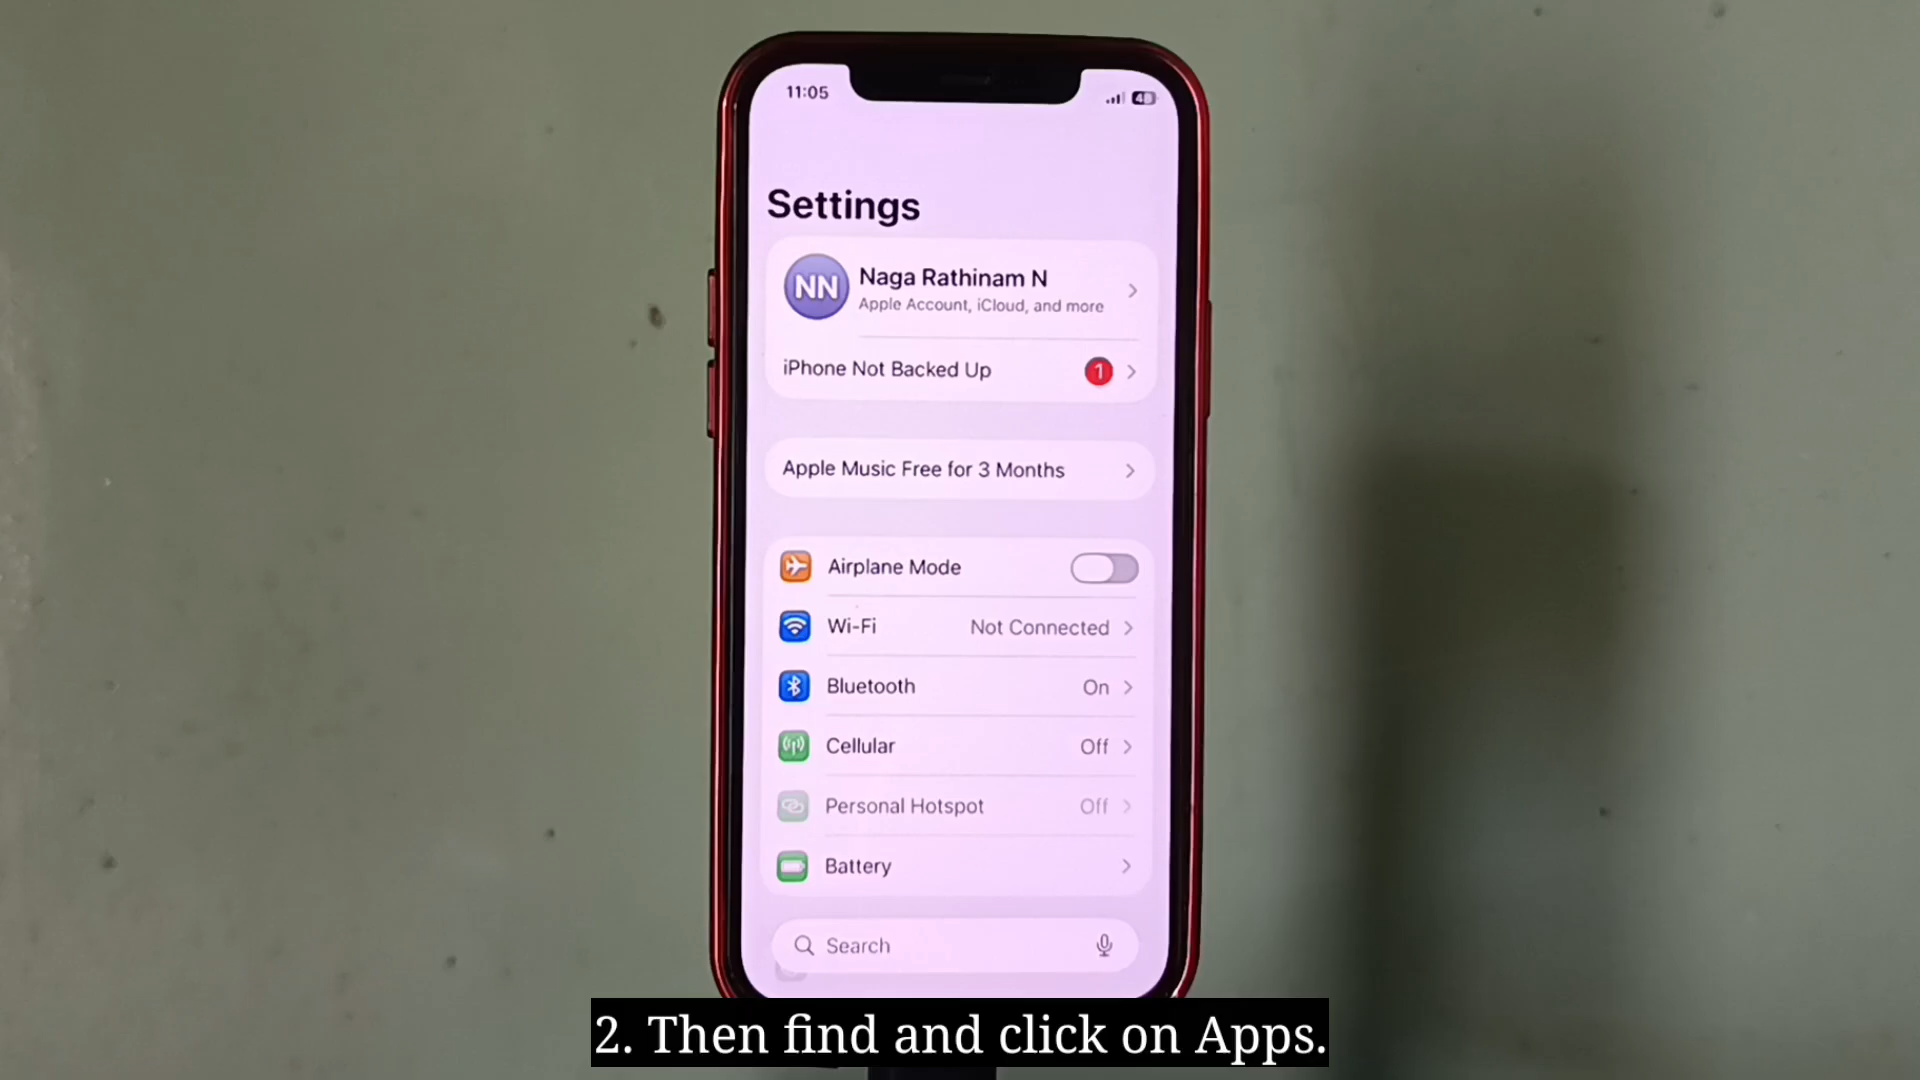 11:05
48
Settings
NN
Naga Rathinam N
Apple Account, iCloud, and more
iPhone Not Backed Up 1
Apple Music Free for 3 Months
Airplane Mode
Wi-Fi Not Connected
Bluetooth On
Cellular Off
Personal Hotspot Off
Battery
Search
2. Then find and click on Apps.